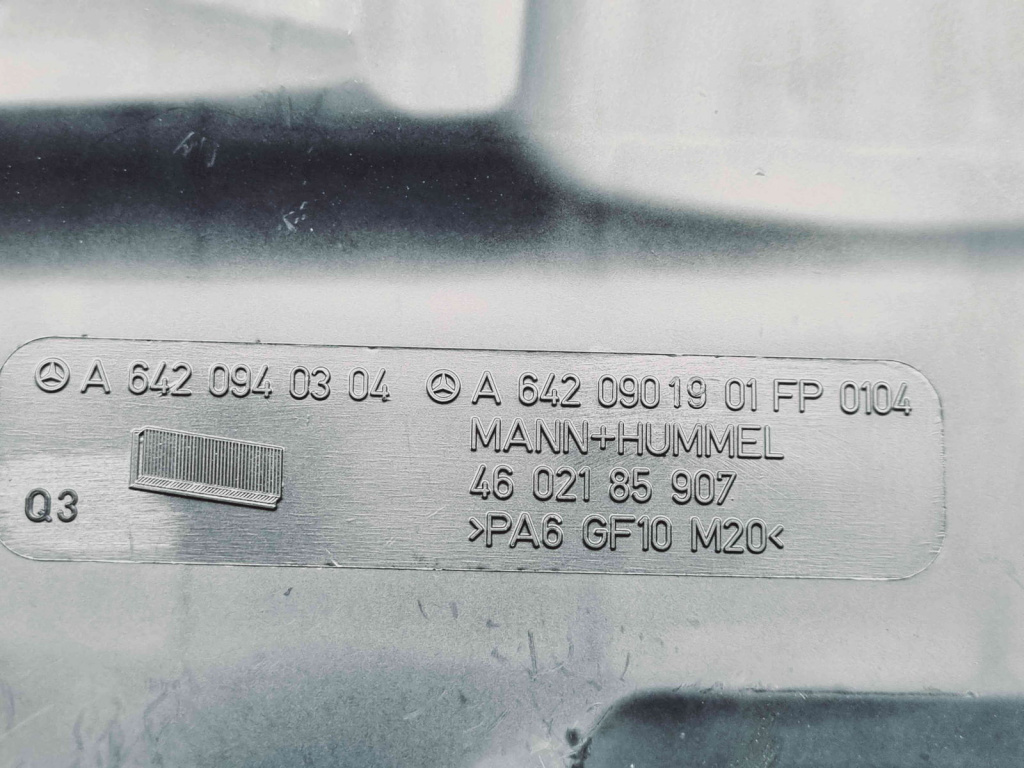 A 642 094 03 04 A 642 090 19 01 FP 0104
MANN+HUMMEL
46 021 85 907
Q3
>PA6 GF10 M20<